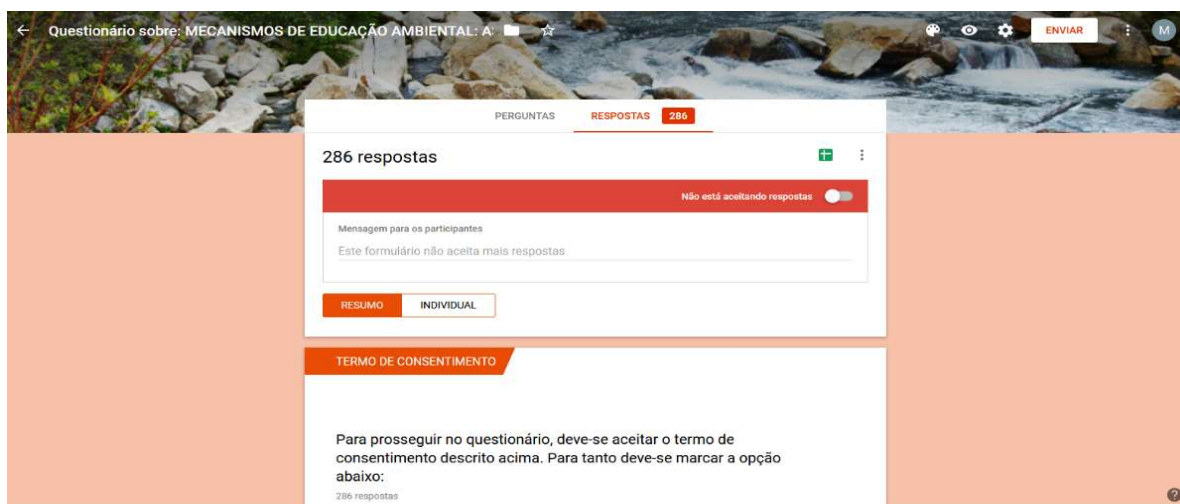 Questionário sobre: MECANISMOS DE EDUCAÇÃO AMBIENTAL: A
ENVIAR
M
PERGUNTAS
RESPOSTAS 286
286 respostas
Não está aceitando respostas
Mensagem para os participantes
Este formulário não aceita mais respostas
RESUMO
INDIVIDUAL
TERMO DE CONSENTIMENTO
Para prosseguir no questionário, deve-se aceitar o termo de
consentimento descrito acima. Para tanto deve-se marcar a opção
abaixo:
286 respostas